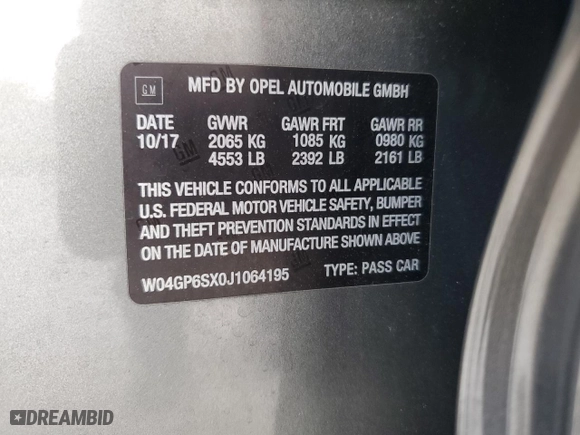 GM MFD BY OPEL AUTOMOBILE GMBH
DATE GVWR GAWR FRT GAWR RR
10/17 2065 KG 1085 KG 0980 KG
4553 LB 2392 LB 2161 LB
THIS VEHICLE CONFORMS TO ALL APPLICABLE
U.S. FEDERAL MOTOR VEHICLE SAFETY, BUMPER
AND THEFT PREVENTION STANDARDS IN EFFECT
ON THE DATE OF MANUFACTURE SHOWN ABOVE
W04GP6SX0J1064195 TYPE: PASS CAR
DREAMBID